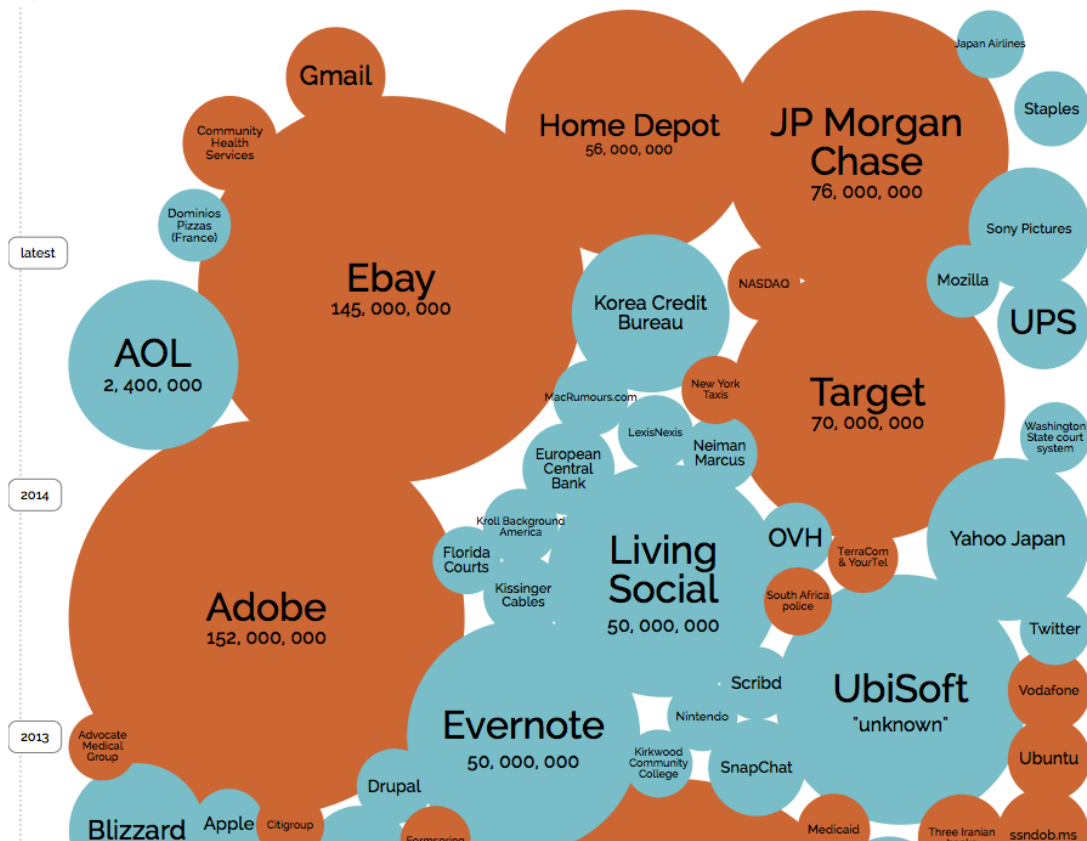 Japan Airlines
Gmail
Staples
Home Depot
56, 000, 000
JP Morgan
Chase
76, 000, 000
Community
Health
Services
Dominios
Pizzas
(France)
Sony Pictures
latest
Ebay
145, 000, 000
NASDAQ
Mozilla
Korea Credit
Bureau
UPS
AOL
2, 400, 000
New York
Taxis
Target
70, 000, 000
MacRumours.com
LexisNexis
Washington
State court
system
Neiman
Marcus
European
Central
Bank
2014
Kroll Background
America
OVH
Yahoo Japan
Florida
Courts
Living
Social
50, 000, 000
TerraCom
& YourTel
Kissinger
Cables
South Africa
police
Adobe
152, 000, 000
Twitter
Scribd
UbiSoft
"unknown"
Vodafone
Nintendo
Evernote
50, 000, 000
2013
Advocate
Medical
Group
Kirkwood
Community
College
SnapChat
Ubuntu
Drupal
Blizzard
Apple
Citigroup
Formspring
Medicaid
Three Iranian
ssndob.ms